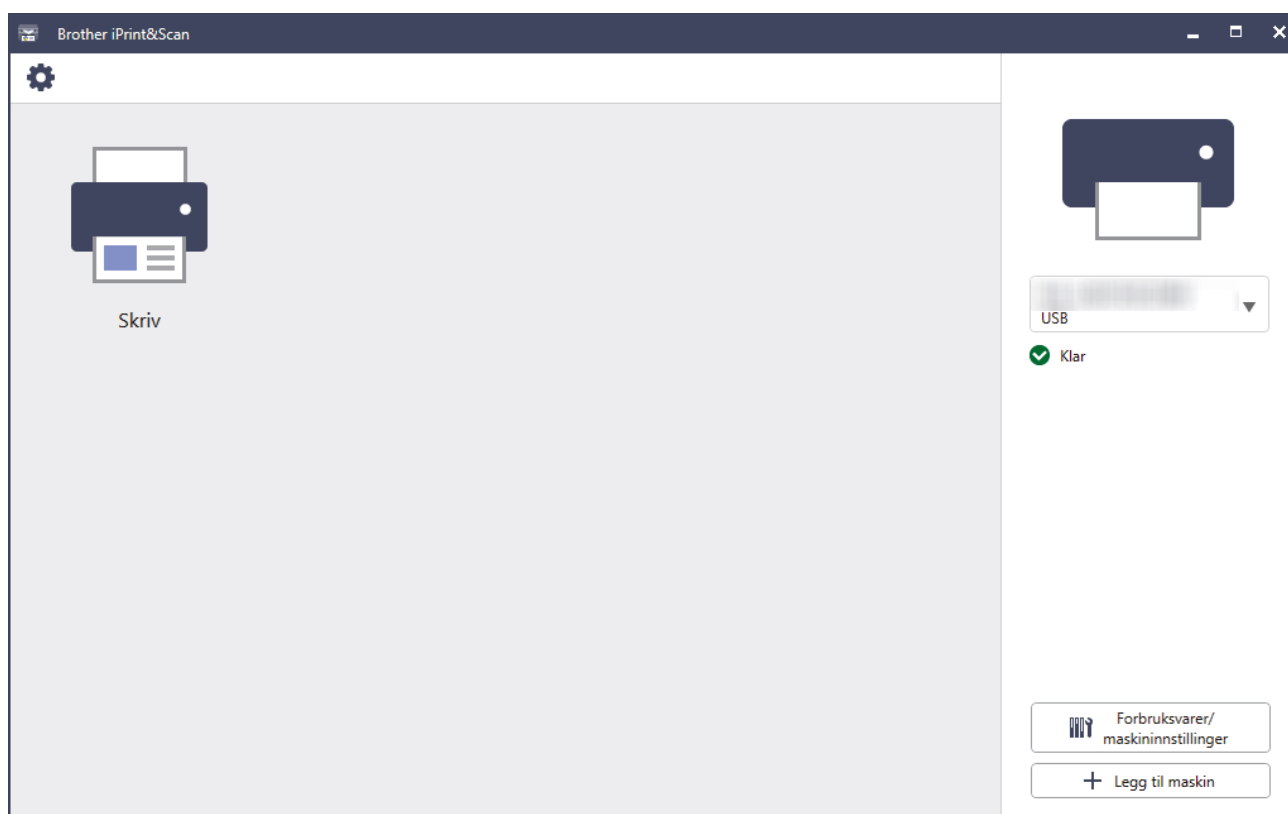 Brother iPrint&Scan
Skriv
USB
Klar
Forbruksvarer/
maskininnstillinger
Legg til maskin